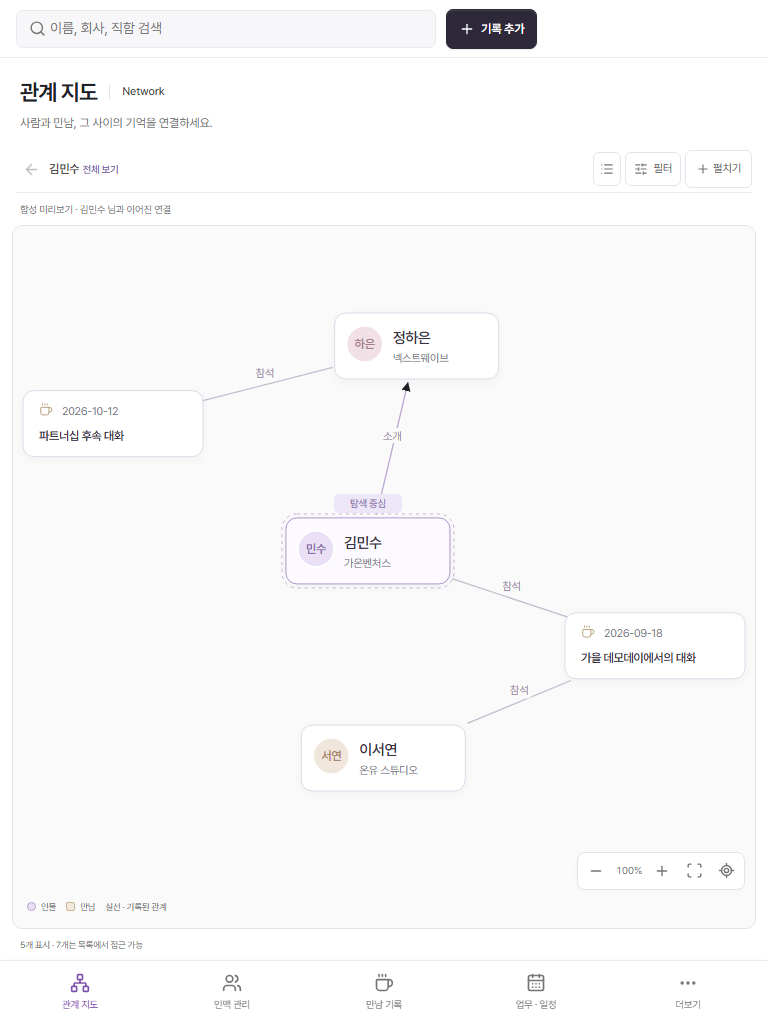 이름, 회사, 직함 검색
기록 추가
관계 지도
Network
사람과 만남, 그 사이의 기억을 연결하세요.
김민수 전체 보기
필터
펼치기
합성 미리보기 · 김민수 님과 이어진 연결
하은
정하은
넥스트웨이브
참석
2026-10-12
파트너십 후속 대화
소개
탐색 중심
민수
김민수
가온벤처스
참석
2026-09-18
가을 데모데이에서의 대화
참석
서연
이서연
온유 스튜디오
100%
인물
만남
실선 · 기록된 관계
5개 표시 · 7개는 목록에서 접근 가능
관계 지도
인맥 관리
만남 기록
업무 · 일정
더보기